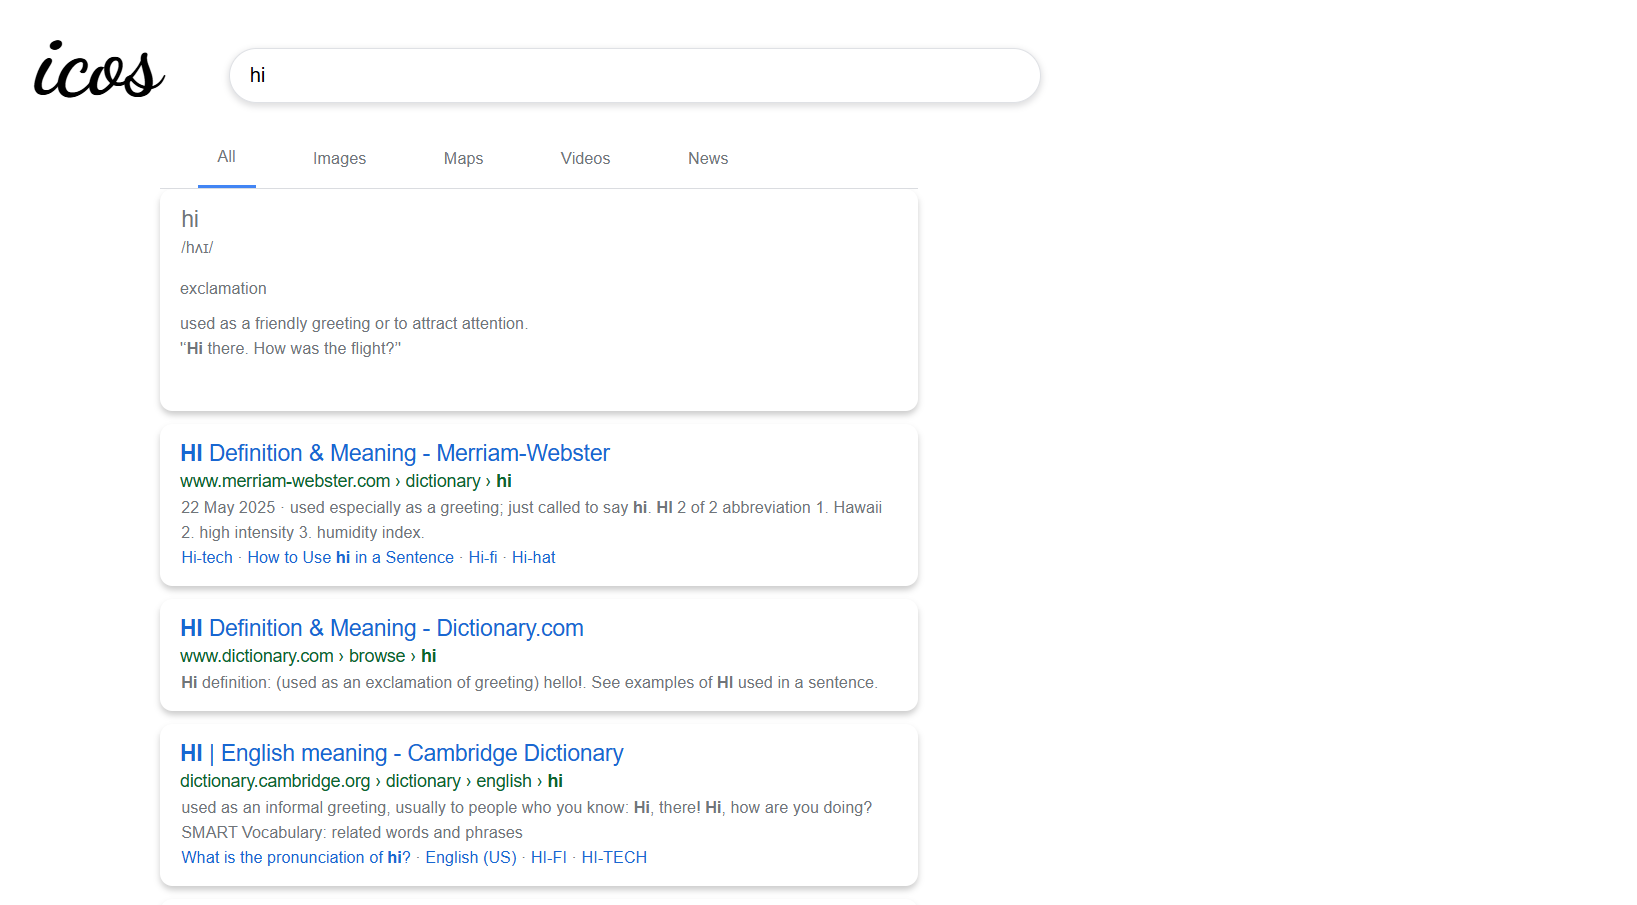 icos
hi
All
Images
Maps
Videos
News
hi
/hʌɪ/
exclamation
used as a friendly greeting or to attract attention.
"Hi there. How was the flight?"
HI Definition & Meaning - Merriam-Webster
www.merriam-webster.com › dictionary › hi
22 May 2025 · used especially as a greeting; just called to say hi. HI 2 of 2 abbreviation 1. Hawaii
2. high intensity 3. humidity index.
Hi-tech · How to Use hi in a Sentence · Hi-fi · Hi-hat
HI Definition & Meaning - Dictionary.com
www.dictionary.com › browse › hi
Hi definition: (used as an exclamation of greeting) hello!. See examples of HI used in a sentence.
HI | English meaning - Cambridge Dictionary
dictionary.cambridge.org › dictionary › english › hi
used as an informal greeting, usually to people who you know: Hi, there! Hi, how are you doing?
SMART Vocabulary: related words and phrases
What is the pronunciation of hi? · English (US) · HI-FI · HI-TECH